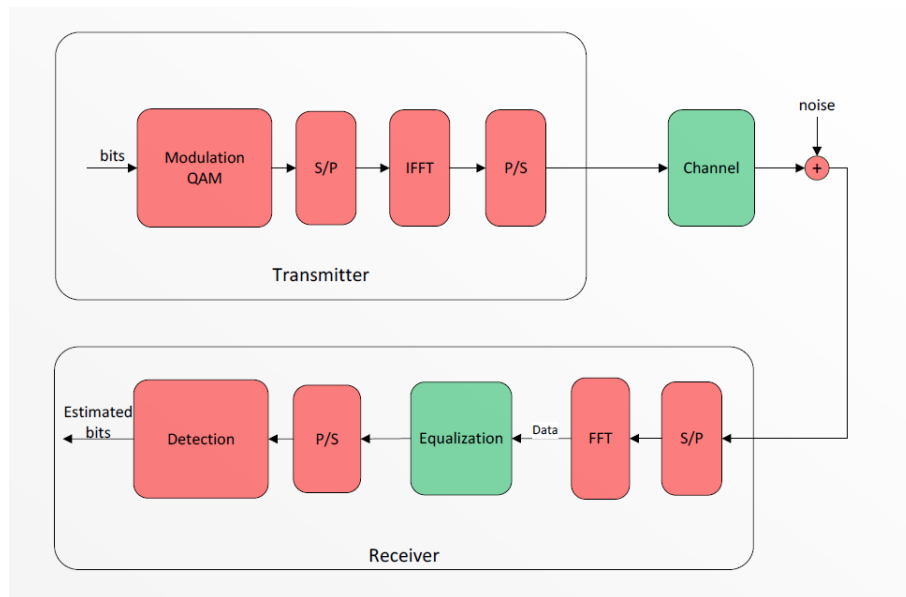 noise
bits
Modulation
QAM
S/P
IFFT
P/S
Channel
+
Transmitter
Estimated
bits
Detection
P/S
Equalization
Data
FFT
S/P
Receiver